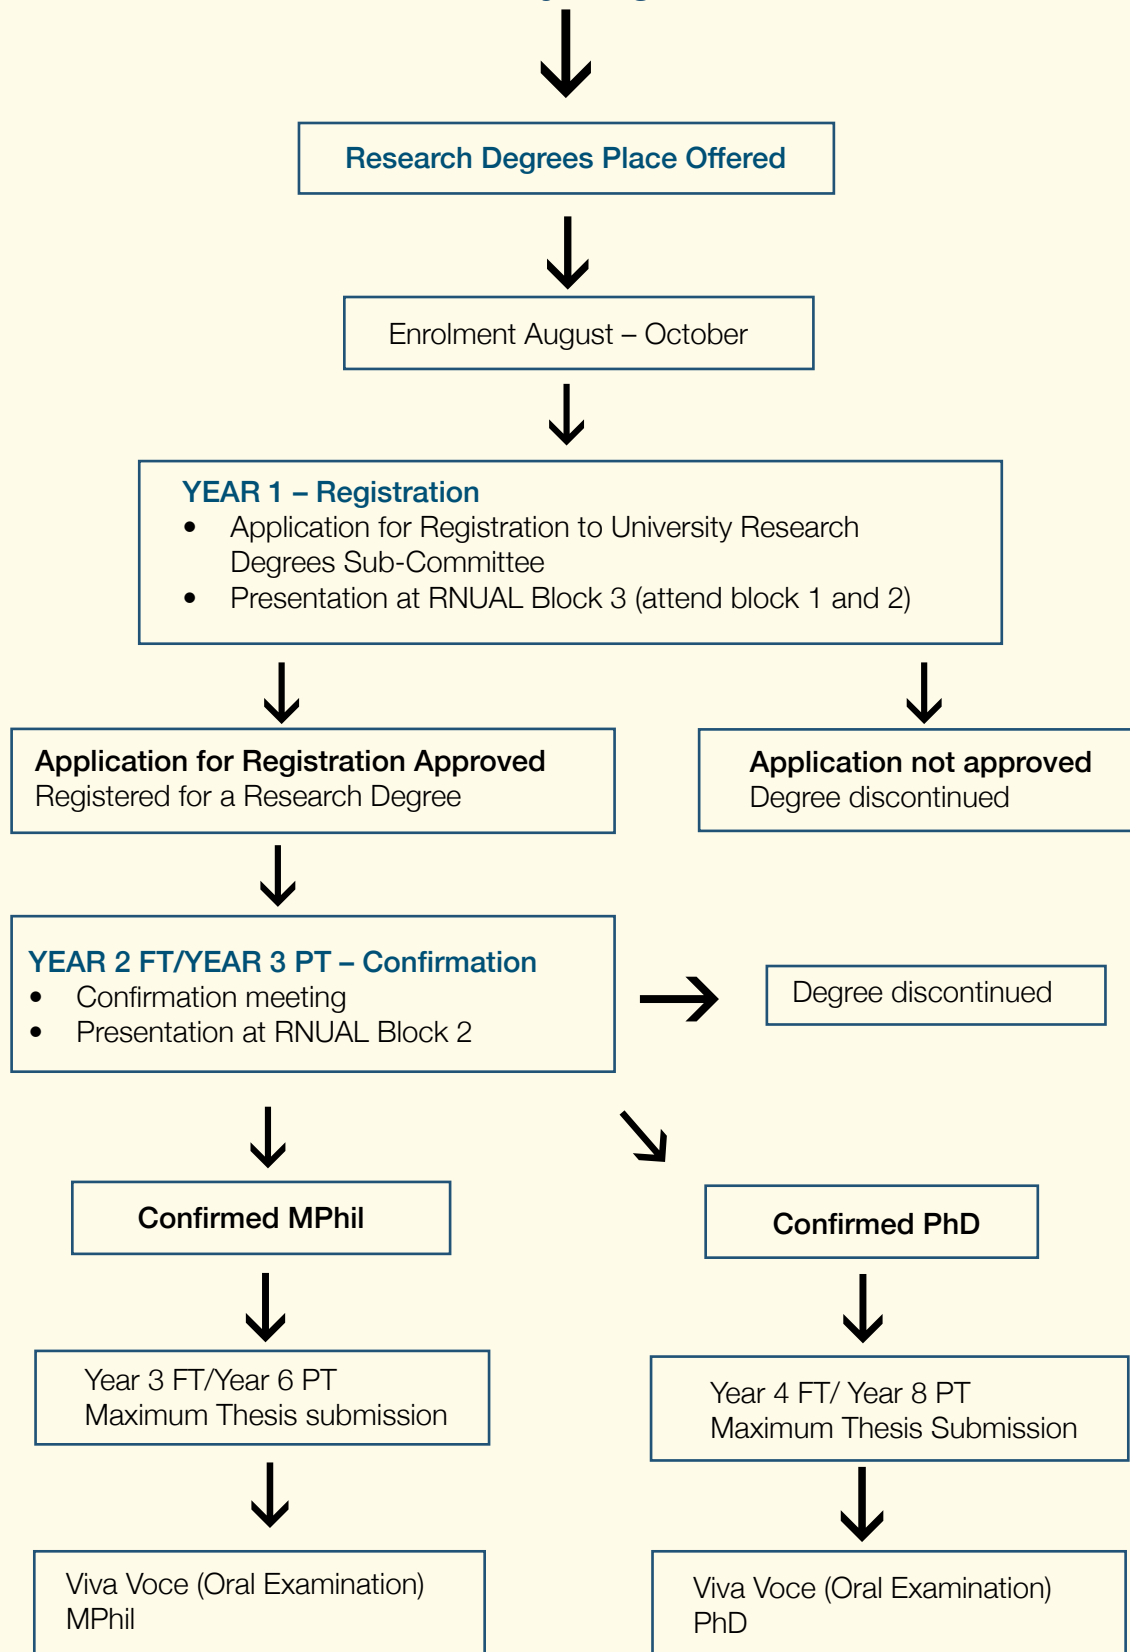 Research Degrees Place Offered
Enrolment August – October
YEAR 1 – Registration
• Application for Registration to University Research
Degrees Sub-Committee
• Presentation at RNUAL Block 3 (attend block 1 and 2)
Application for Registration Approved
Registered for a Research Degree
Application not approved
Degree discontinued
YEAR 2 FT/YEAR 3 PT – Confirmation
• Confirmation meeting
• Presentation at RNUAL Block 2
Degree discontinued
Confirmed MPhil
Confirmed PhD
Year 3 FT/Year 6 PT
Maximum Thesis submission
Year 4 FT/ Year 8 PT
Maximum Thesis Submission
Viva Voce (Oral Examination)
MPhil
Viva Voce (Oral Examination)
PhD